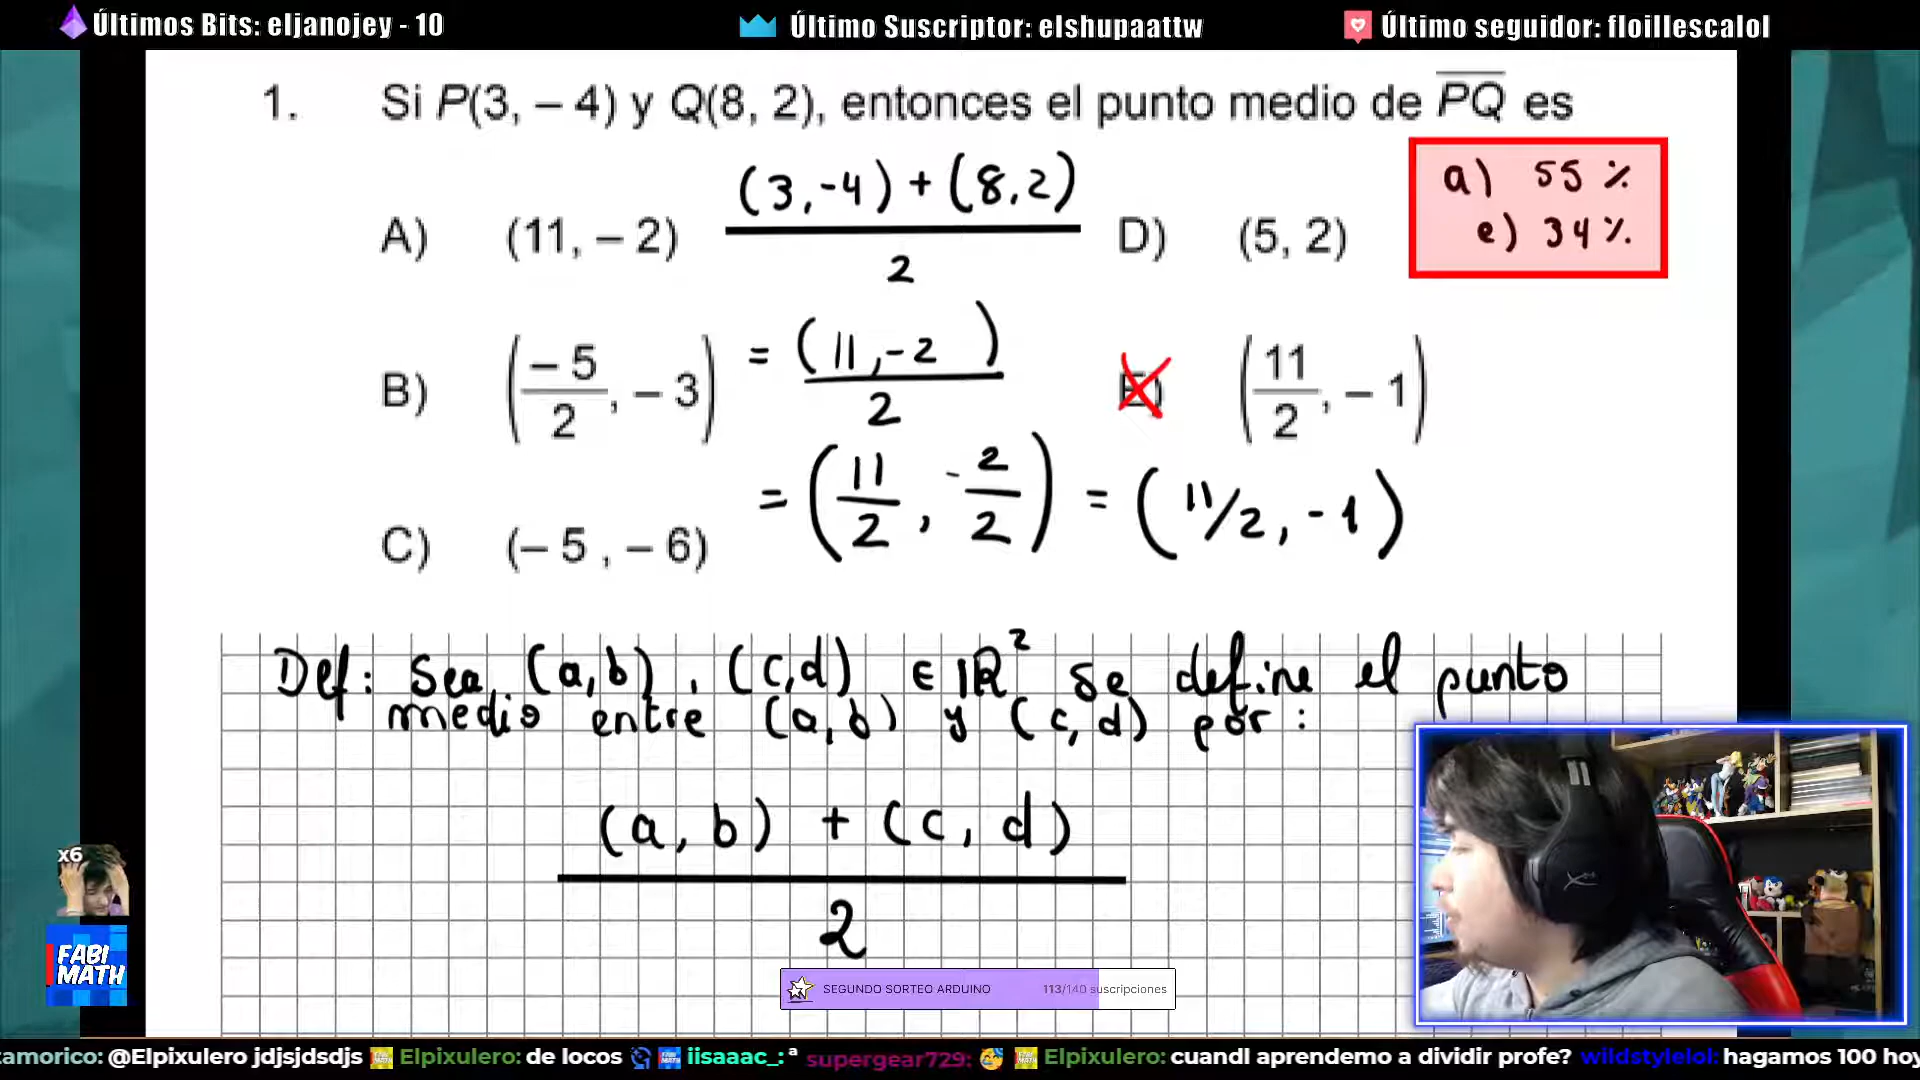 Últimos Bits: eljanojey - 10
Último Suscriptor: elshupaattw
Último seguidor: floillescalol
1. Si P(3, – 4) y Q(8, 2), entonces el punto medio de PQ es
a) 55 %
e) 34 %
(3, -4) + (8, 2)
2
A) (11, – 2)
D) (5, 2)
= (11, -2)
2
B) (– 5/2, – 3)
E) (11/2, – 1)
= (11/2, -2/2) = (11/2, -1)
C) (– 5 , – 6)
Def: Sea (a,b), (c,d) ∈ ℝ² se define el punto
medio entre (a,b) y (c,d) por:
(a, b) + (c, d)
2
x6
FABI
MATH
SEGUNDO SORTEO ARDUINO 113/140 suscripciones
tamorico: @Elpixulero jdjsjdsdjs Elpixulero: de locos iisaaac_: ª supergear729: Elpixulero: cuandl aprendemo a dividir profe? wildstylelol: hagamos 100 hoy